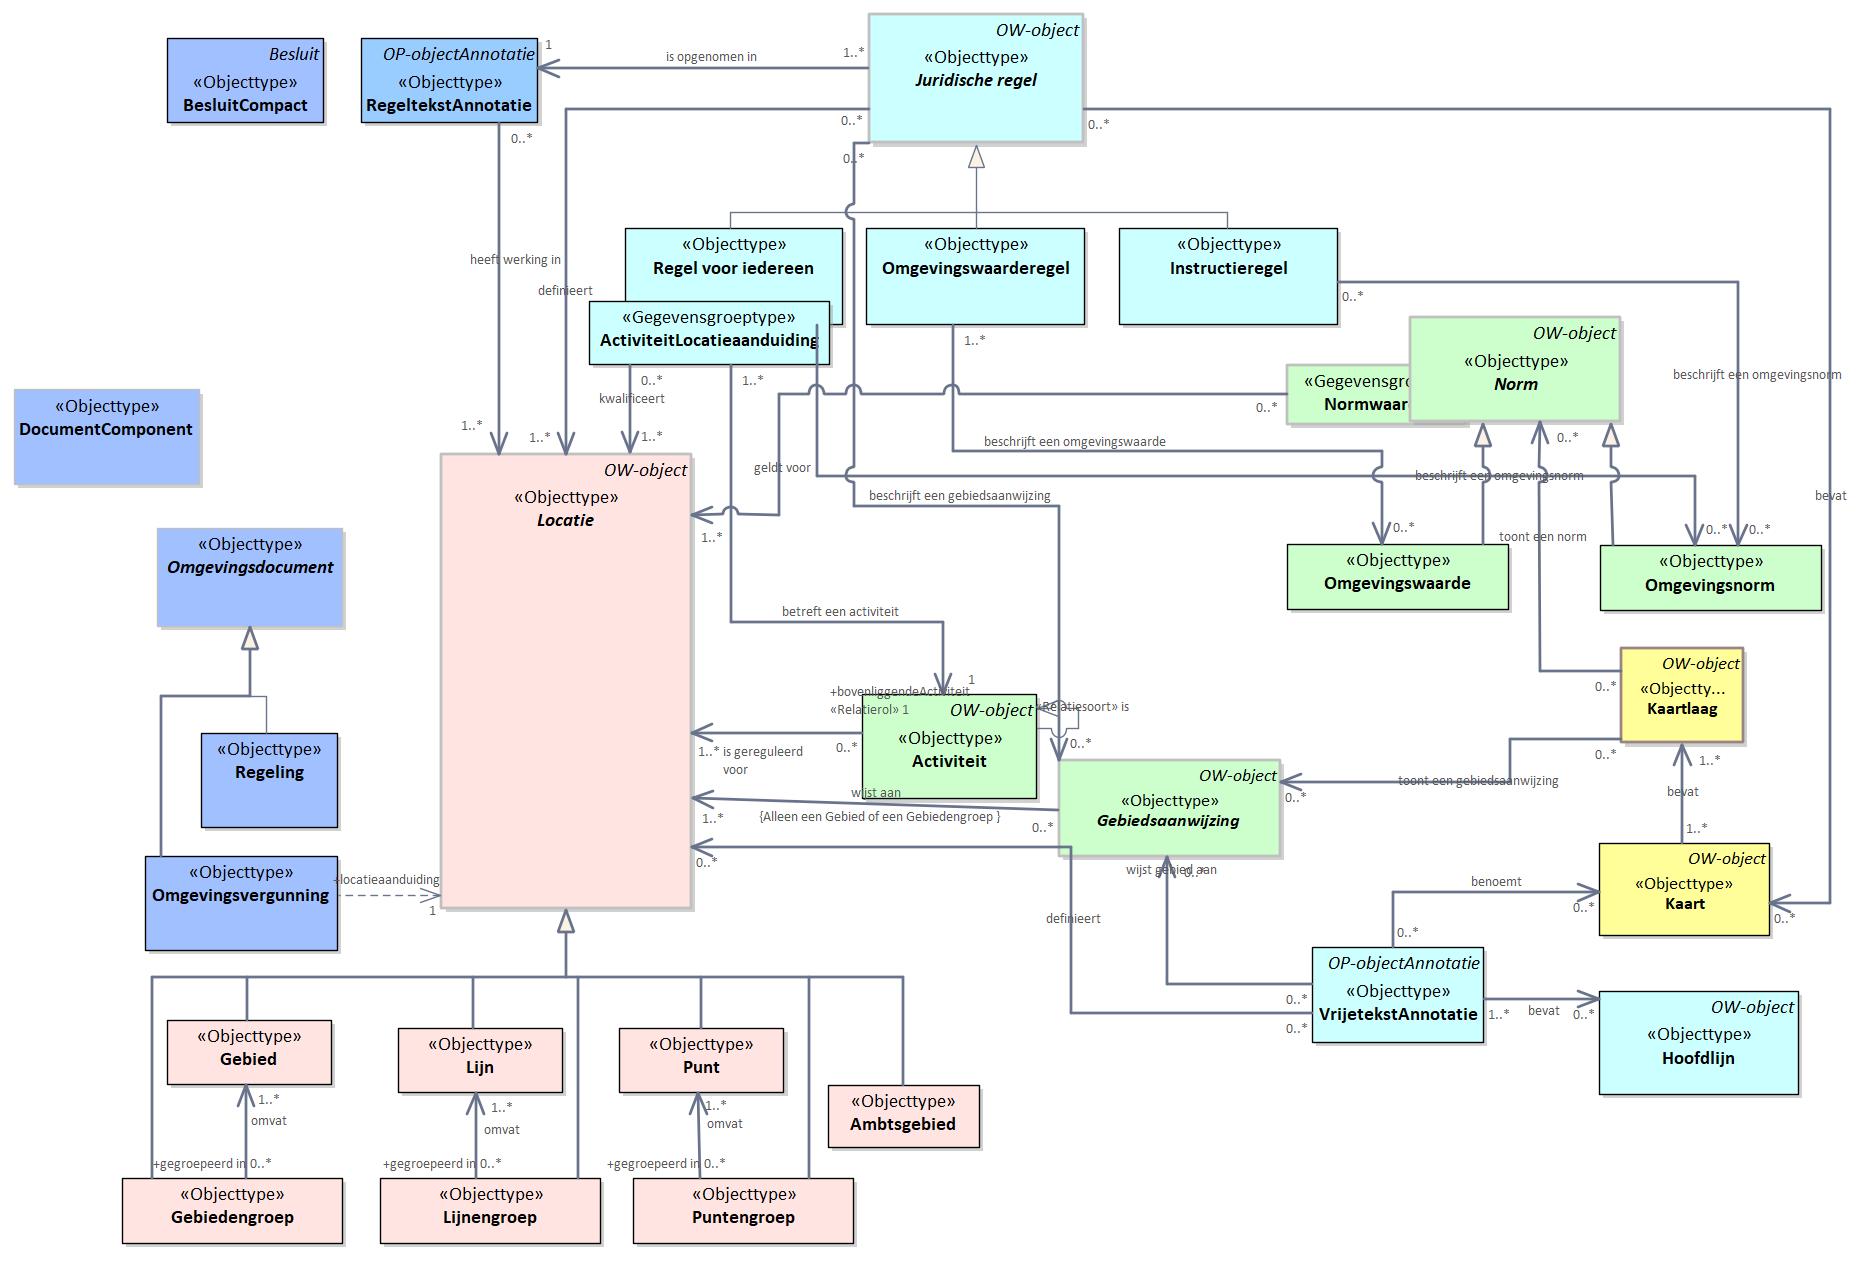 Besluit
«Objecttype»
BesluitCompact
OP-objectAnnotatie
«Objecttype»
RegeltekstAnnotatie
1
is opgenomen in
1..*
OW-object
«Objecttype»
Juridische regel
0..*
0..*
0..*
0..*
heeft werking in
definieert
«Objecttype»
Regel voor iedereen
«Objecttype»
Omgevingswaarderegel
«Objecttype»
Instructieregel
0..*
«Gegevensgroeptype»
ActiviteitLocatieaanduiding
1..*
OW-object
«Objecttype»
Norm
«Gegevensgro
Normwaar
0..*
0..*
kwalificeert
1..*
beschrijft een omgevingsnorm
«Objecttype»
DocumentComponent
1..*
1..*
1..*
beschrijft een omgevingswaarde
0..*
geldt voor
beschrijft een omgevingsnorm
OW-object
«Objecttype»
Locatie
beschrijft een gebiedsaanwijzing
bevat
1..*
0..*
toont een norm
0..*
0..*
«Objecttype»
Omgevingsdocument
«Objecttype»
Omgevingswaarde
«Objecttype»
Omgevingsnorm
betreft een activiteit
1
+bovenliggendeActiviteit
«Relatierol» 1
OW-object
«Objecttype»
Activiteit
«Relatiesoort» is
0..*
OW-object
«Objectty...
Kaartlaag
0..*
0..*
1..*
is gereguleerd
voor
0..*
«Objecttype»
Regeling
wijst aan
1..*
{Alleen een Gebied of een Gebiedengroep }
0..*
OW-object
«Objecttype»
Gebiedsaanwijzing
0..*
toont een gebiedsaanwijzing
1..*
bevat
1..*
OW-object
«Objecttype»
Kaart
0..*
«Objecttype»
Omgevingsvergunning
+locatieaanduiding
1
0..*
wijst gebied aan
0..*
benoemt
0..*
0..*
definieert
OP-objectAnnotatie
«Objecttype»
VrijetekstAnnotatie
0..*
0..*
1..*
bevat
0..*
OW-object
«Objecttype»
Hoofdlijn
«Objecttype»
Gebied
«Objecttype»
Lijn
«Objecttype»
Punt
«Objecttype»
Ambtsgebied
1..*
omvat
1..*
omvat
1..*
omvat
+gegroepeerd in 0..*
+gegroepeerd in 0..*
+gegroepeerd in 0..*
«Objecttype»
Gebiedengroep
«Objecttype»
Lijnengroep
«Objecttype»
Puntengroep